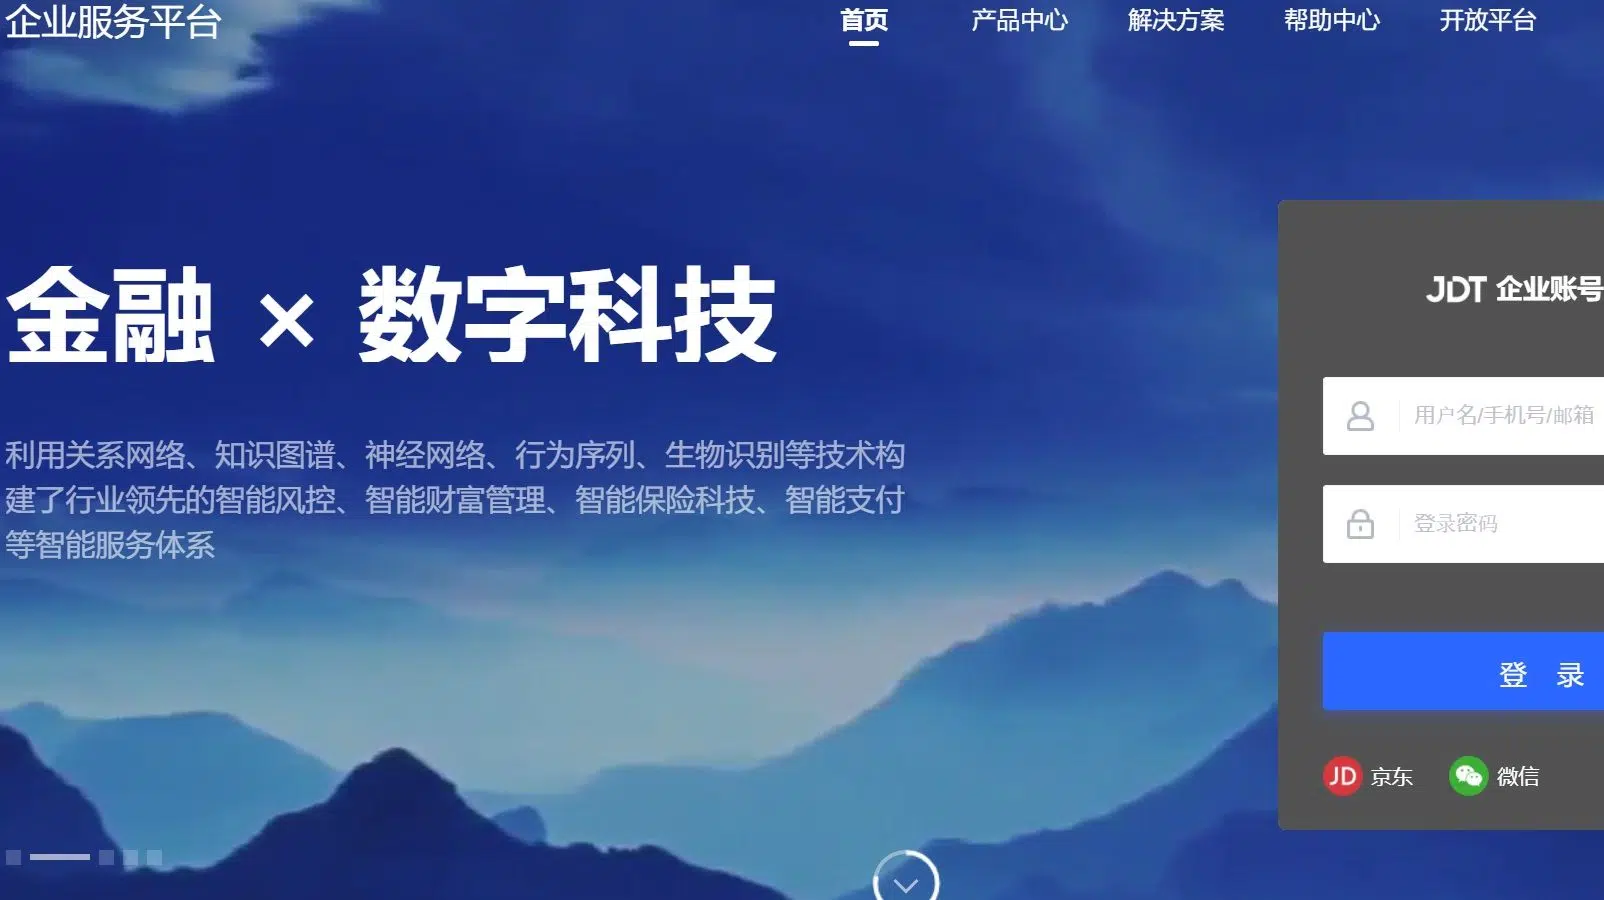 企业服务平台
首页 产品中心 解决方案 帮助中心 开放平台
金融 × 数字科技
利用关系网络、知识图谱、神经网络、行为序列、生物识别等技术构
建了行业领先的智能风控、智能财富管理、智能保险科技、智能支付
等智能服务体系
JDT 企业账号
用户名/手机号/邮箱
登录密码
登 录
JD 京东 微信